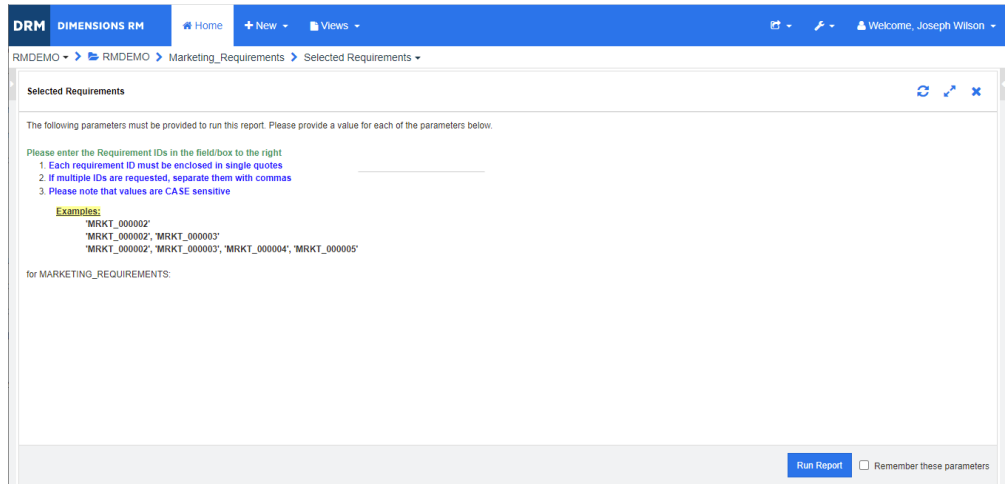 DRM DIMENSIONS RM Home New Views Welcome, Joseph Wilson
RMDEMO RMDEMO Marketing_Requirements Selected Requirements
Selected Requirements
The following parameters must be provided to run this report. Please provide a value for each of the parameters below.
Please enter the Requirement IDs in the field/box to the right
1. Each requirement ID must be enclosed in single quotes
2. If multiple IDs are requested, separate them with commas
3. Please note that values are CASE sensitive
Examples:
'MRKT_000002'
'MRKT_000002', 'MRKT_000003'
'MRKT_000002', 'MRKT_000003', 'MRKT_000004', 'MRKT_000005'
for MARKETING_REQUIREMENTS:
Run Report Remember these parameters